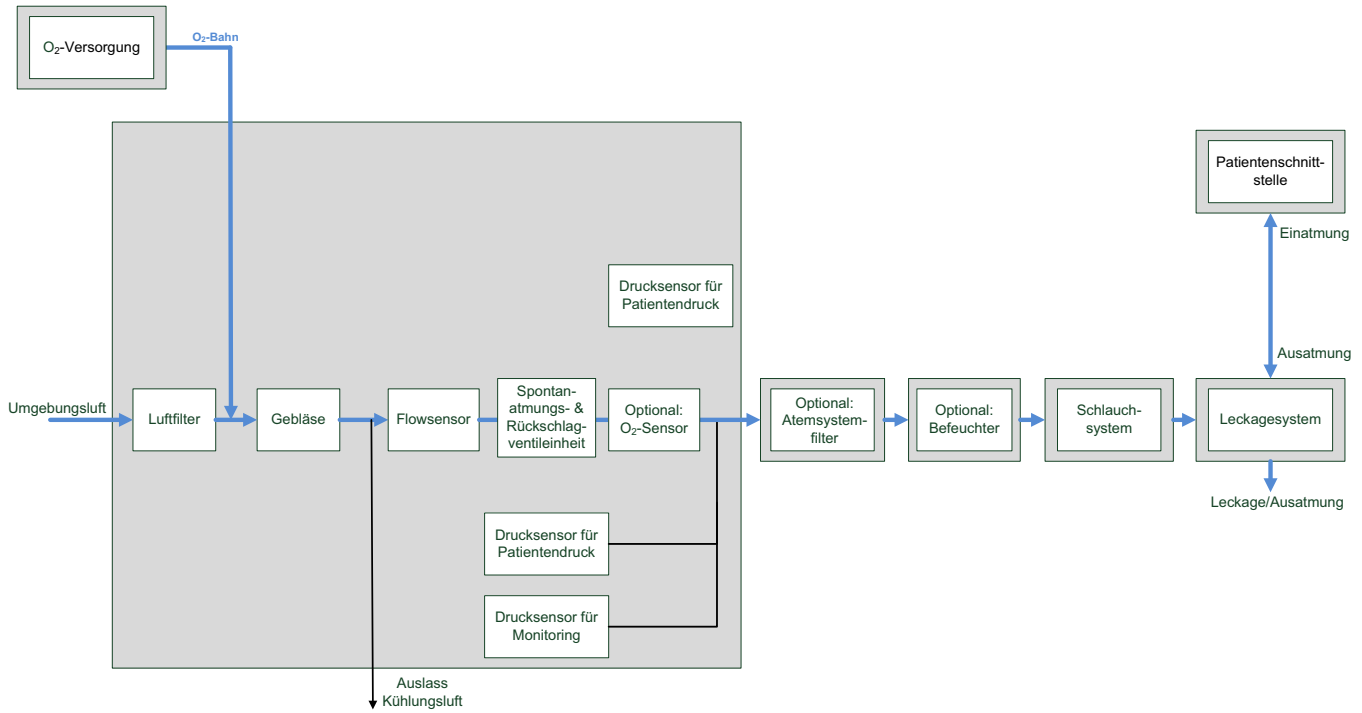 O₂-Versorgung
O₂-Bahn
Patientenschnitt-
stelle
Einatmung
Drucksensor für
Patientendruck
Ausatmung
Umgebungsluft
Luftfilter
Gebläse
Flowsensor
Spontan-
atmungs- &
Rückschlag-
ventileinheit
Optional:
O₂-Sensor
Optional:
Atemsystem-
filter
Optional:
Befeuchter
Schlauch-
system
Leckagesystem
Leckage/Ausatmung
Drucksensor für
Patientendruck
Drucksensor für
Monitoring
Auslass
Kühlungsluft